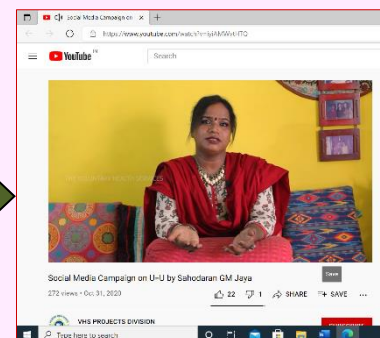 Social Media Campaign on
https://www.youtube.com/watch?
YouTube
Search
Social Media Campaign on U=U by Sahodaran GM Jaya
Save
272 views • Oct 31, 2020
22
1
SHARE
SAVE
VHS PROJECTS DIVISION
Type here to search